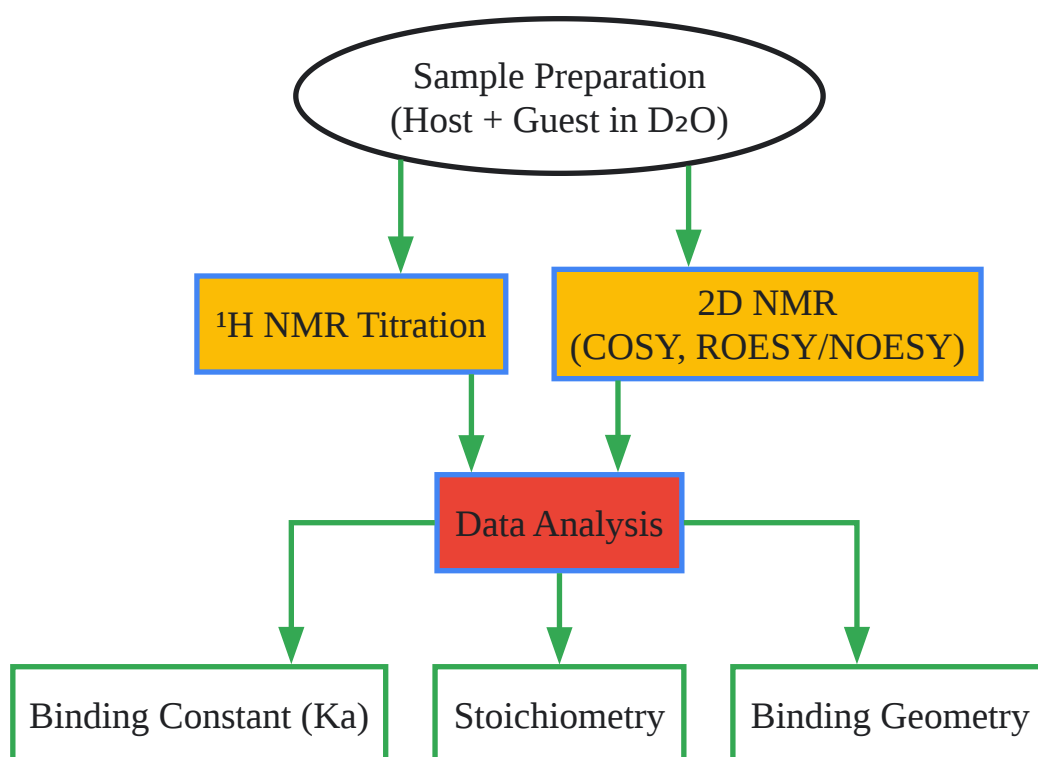 Sample Preparation
(Host + Guest in D₂O)
¹H NMR Titration
2D NMR
(COSY, ROESY/NOESY)
Data Analysis
Binding Constant (Ka)
Stoichiometry
Binding Geometry